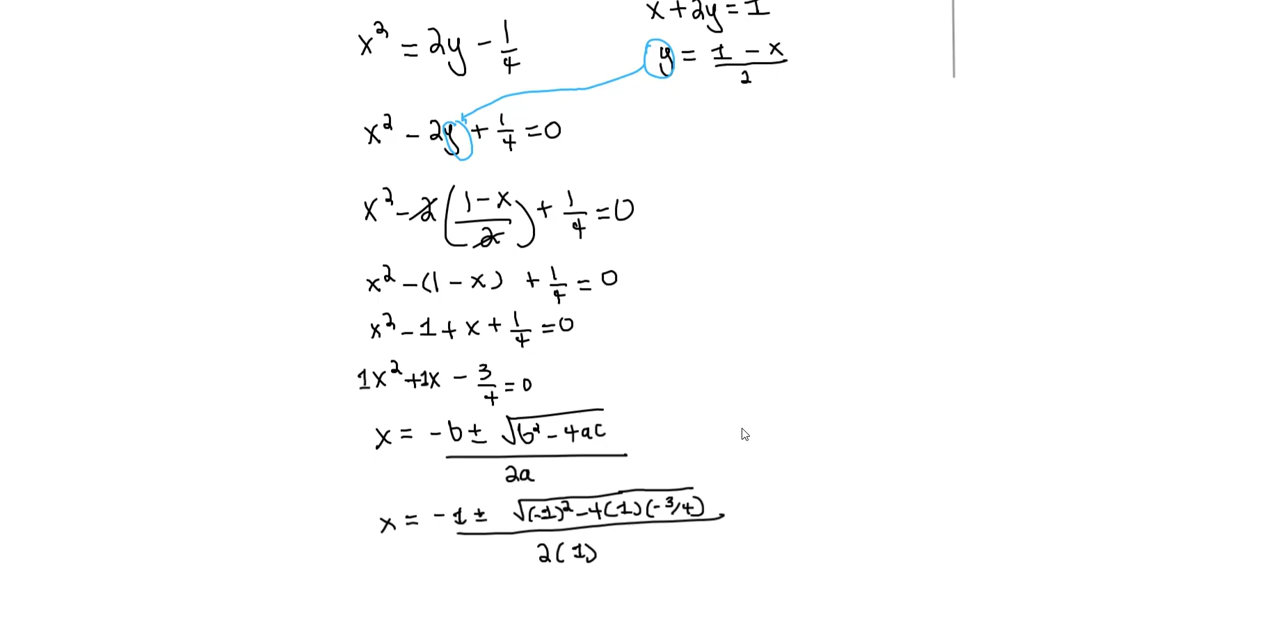 x² = 2y - 1/4
x + 2y = 1
y = (1 - x)/2
x² - 2y + 1/4 = 0
x² - 2((1-x)/2) + 1/4 = 0
x² - (1 - x) + 1/4 = 0
x² - 1 + x + 1/4 = 0
1x² + 1x - 3/4 = 0
x = (-b ± √(b² - 4ac))/2a
x = (-1 ± √((-1)² - 4(1)(-3/4)))/2(1)